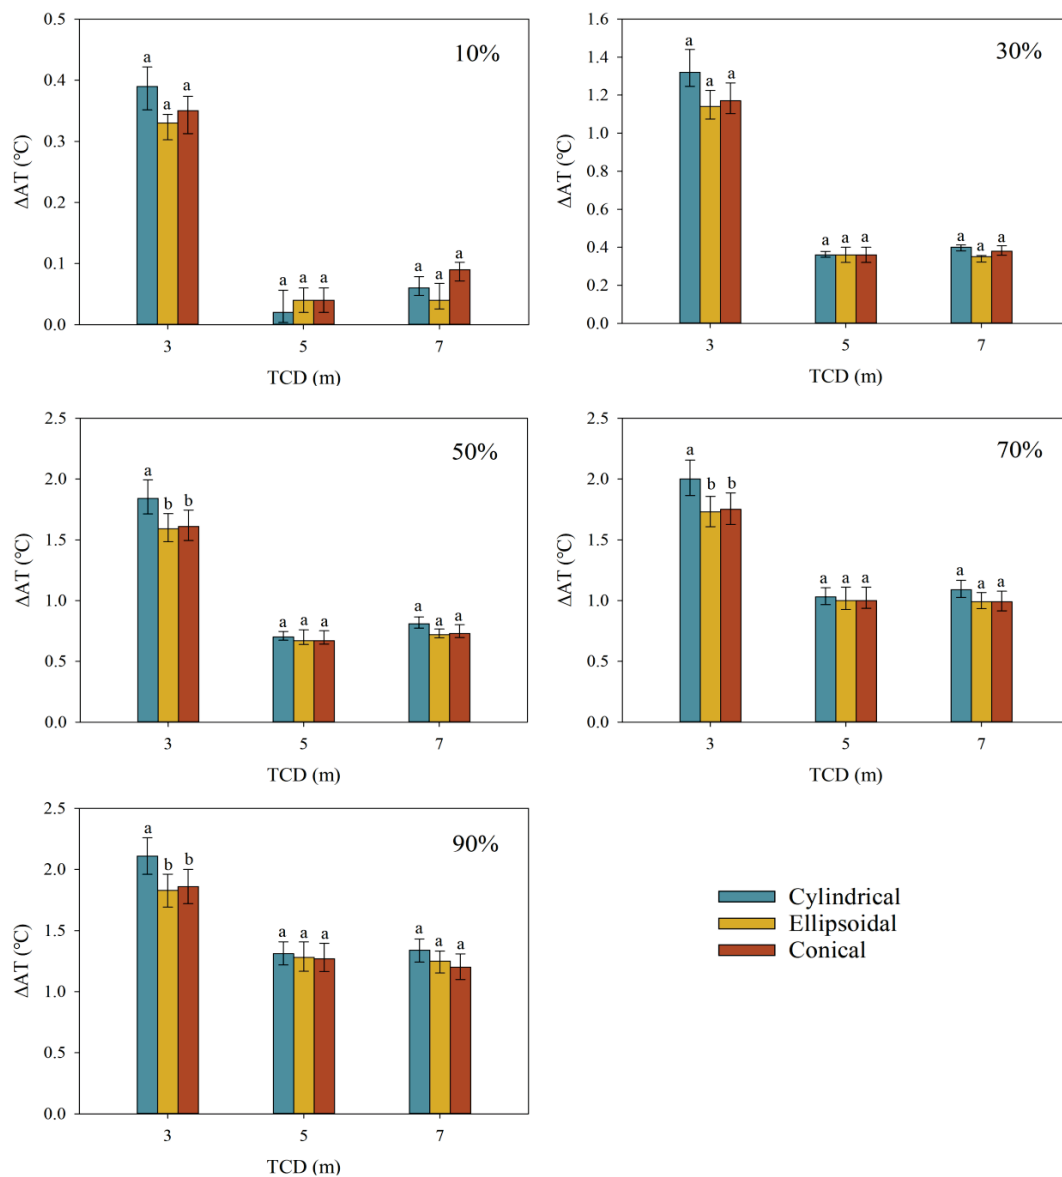 0.5
0.4
0.3
0.2
0.1
0.0
ΔAT (℃)
10%
a
a
a
a
a
a
a
a
a
3
5
7
TCD (m)
1.6
1.4
1.2
1.0
0.8
0.6
0.4
0.2
0.0
ΔAT (℃)
30%
a
a
a
a
a
a
a
a
a
3
5
7
TCD (m)
2.5
2.0
1.5
1.0
0.5
0.0
ΔAT (℃)
50%
a
b
b
a
a
a
a
a
a
3
5
7
TCD (m)
2.5
2.0
1.5
1.0
0.5
0.0
ΔAT (℃)
70%
a
b
b
a
a
a
a
a
a
3
5
7
TCD (m)
2.5
2.0
1.5
1.0
0.5
0.0
ΔAT (℃)
90%
a
b
b
a
a
a
a
a
a
3
5
7
TCD (m)
Cylindrical
Ellipsoidal
Conical